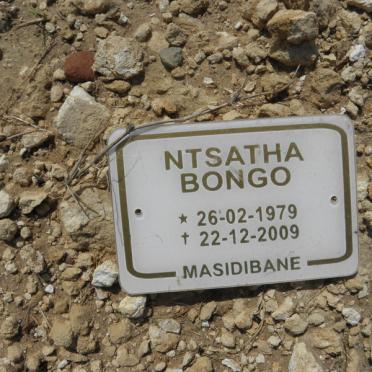 NTSATHA
BONGO
* 26-02-1979
† 22-12-2009
MASIDIBANE